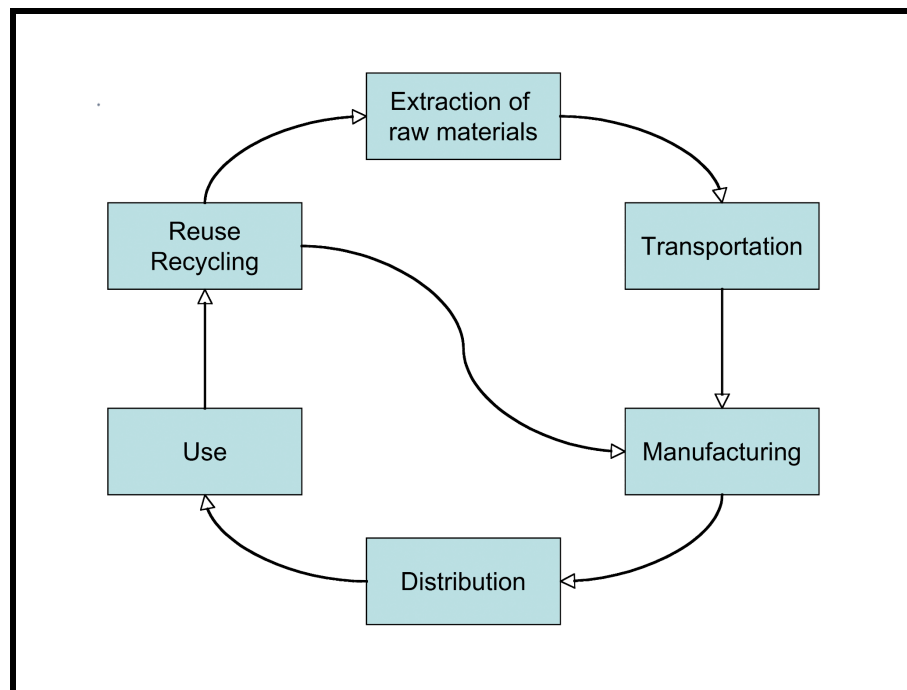 Extraction of
raw materials
Transportation
Manufacturing
Distribution
Use
Reuse
Recycling